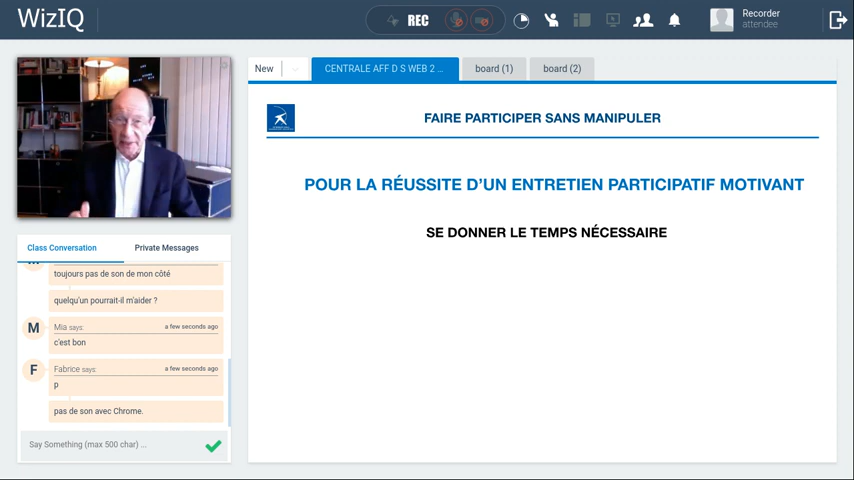 WizIQ
REC
Recorder
attendee
New
CENTRALE AFF D S WEB 2 ...
board (1)
board (2)
FAIRE PARTICIPER SANS MANIPULER
POUR LA RÉUSSITE D'UN ENTRETIEN PARTICIPATIF MOTIVANT
SE DONNER LE TEMPS NÉCESSAIRE
Class Conversation
Private Messages
toujours pas de son de mon côté
quelqu'un pourrait-il m'aider ?
M
Mia says:
a few seconds ago
c'est bon
F
Fabrice says:
a few seconds ago
p
pas de son avec Chrome.
Say Something (max 500 char) ...